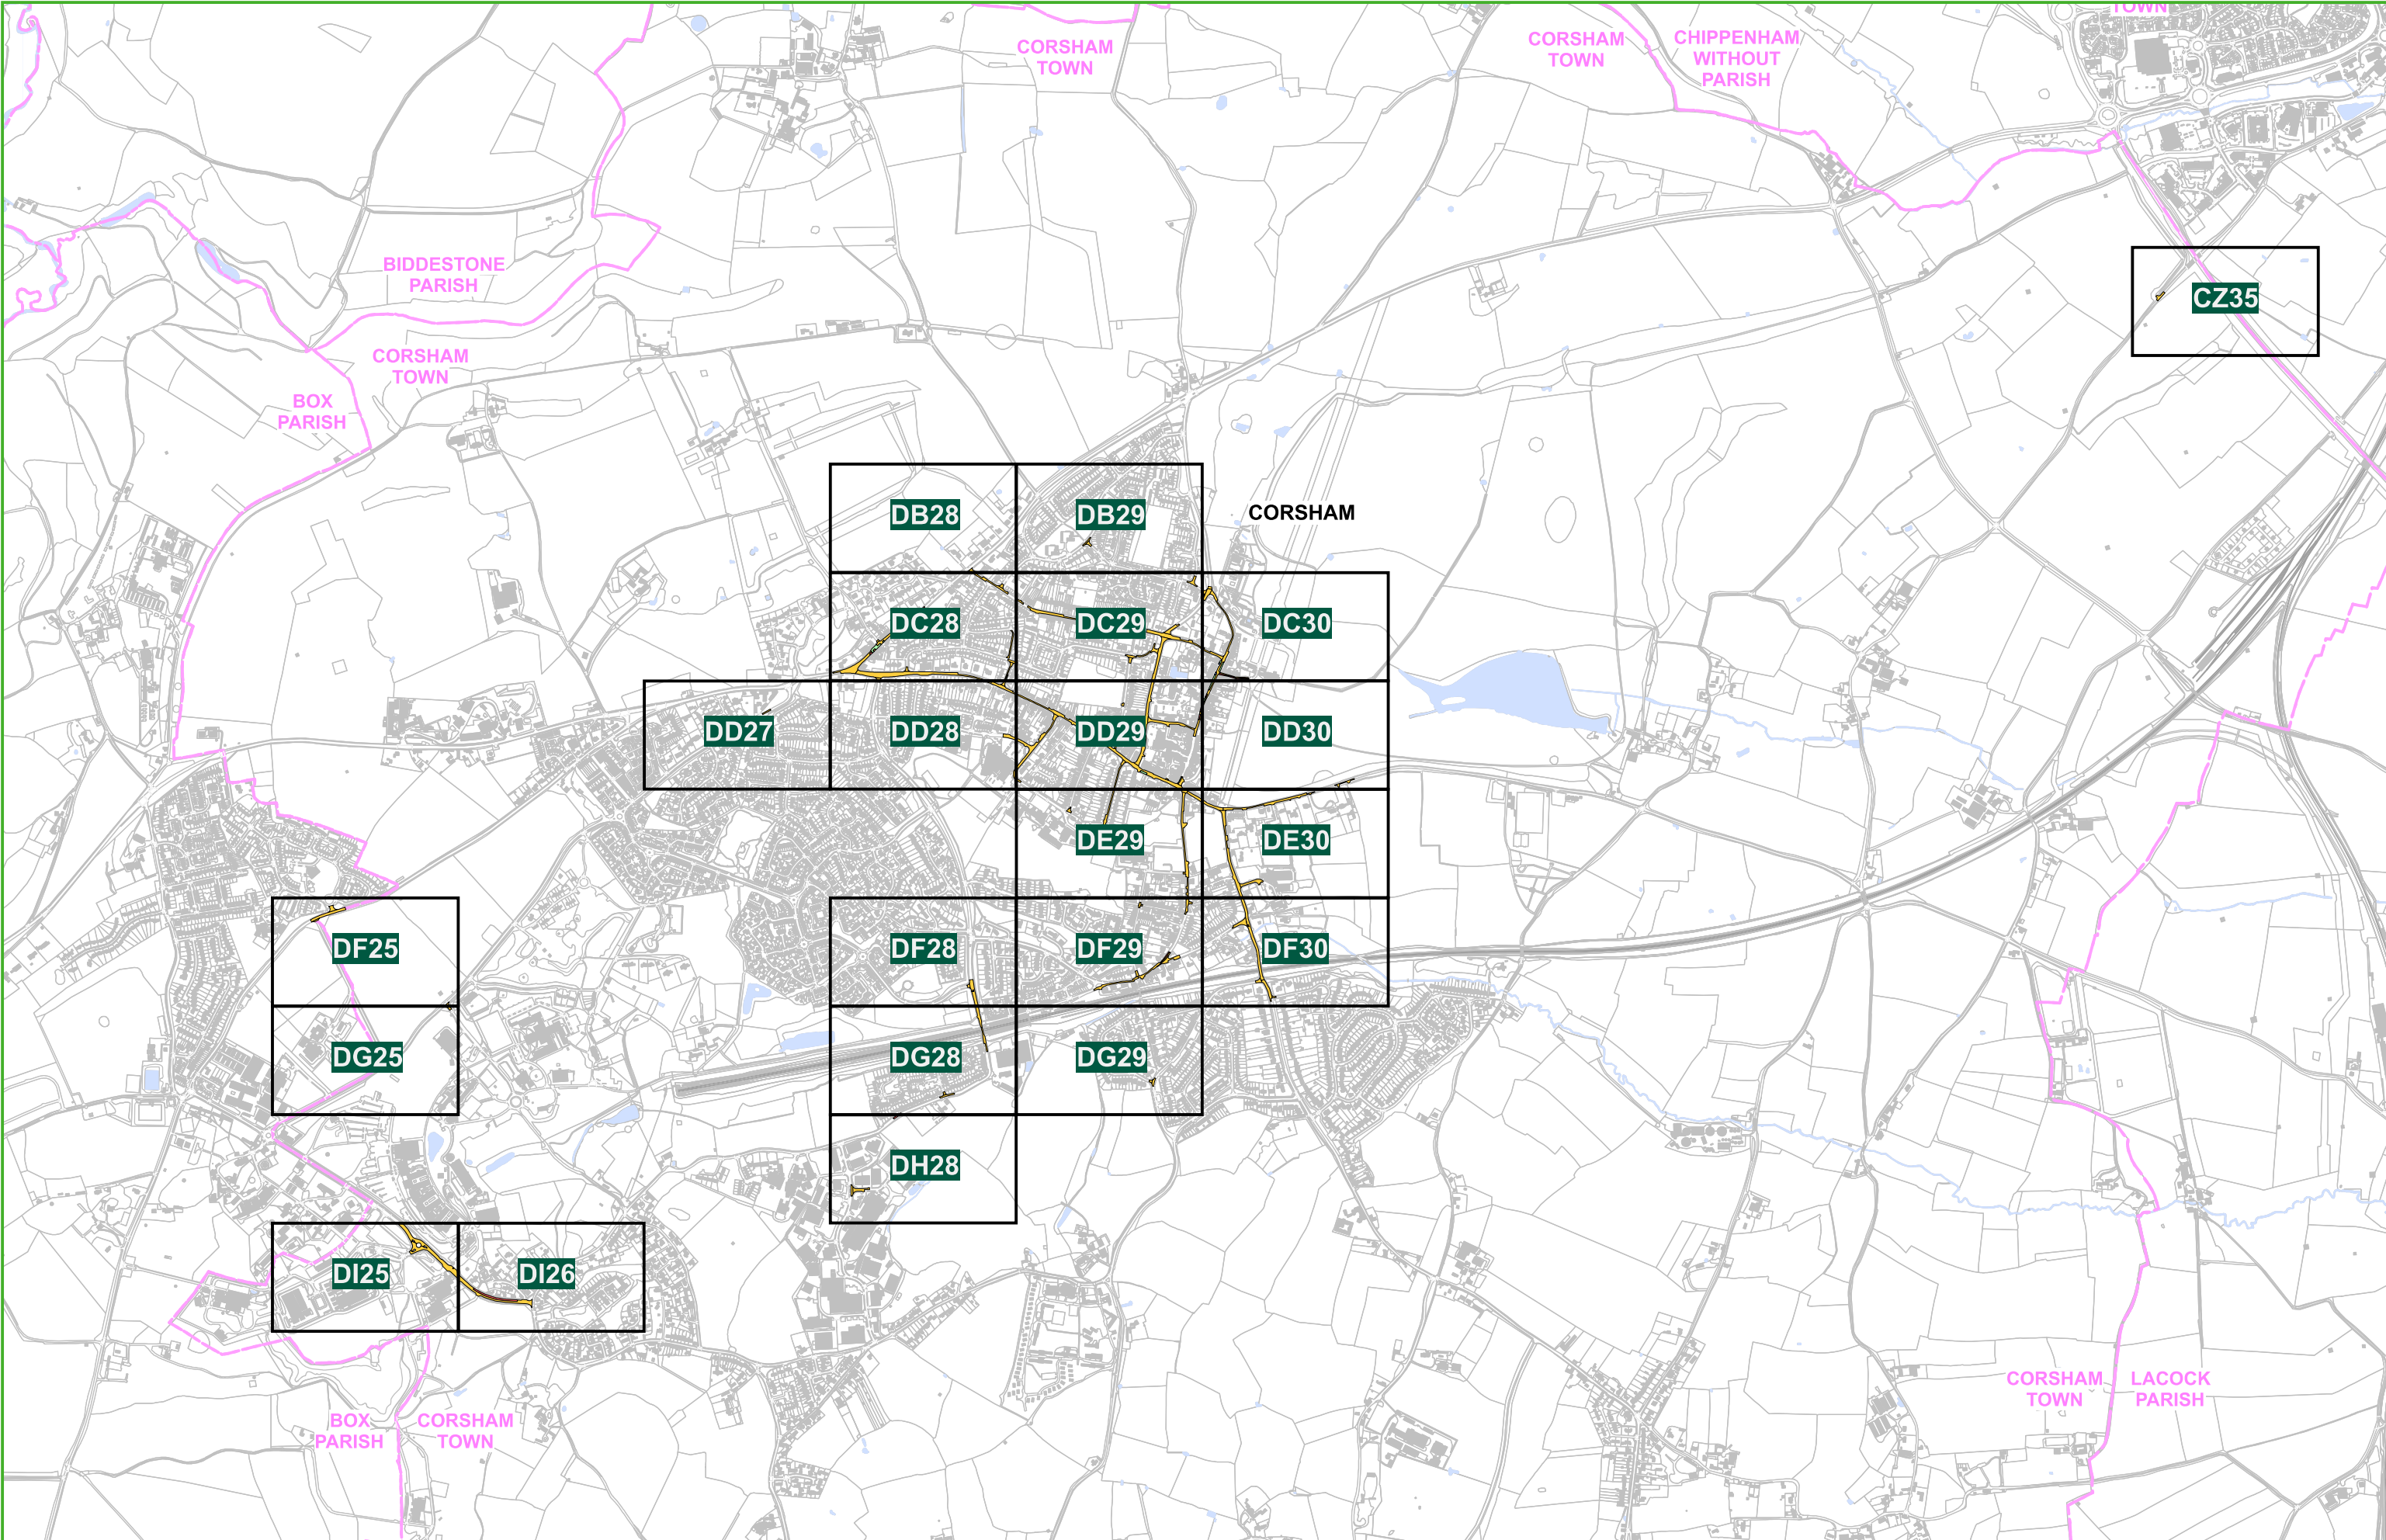 TOWN
CORSHAM
TOWN
CORSHAM
TOWN
CHIPPENHAM
WITHOUT
PARISH
BIDDESTONE
PARISH
CZ35
CORSHAM
TOWN
BOX
PARISH
DB28
DB29
CORSHAM
DC28
DC29
DC30
DD27
DD28
DD29
DD30
DE29
DE30
DF25
DF28
DF29
DF30
DG25
DG28
DG29
DH28
DI25
DI26
CORSHAM
TOWN
LACOCK
PARISH
BOX
PARISH
CORSHAM
TOWN